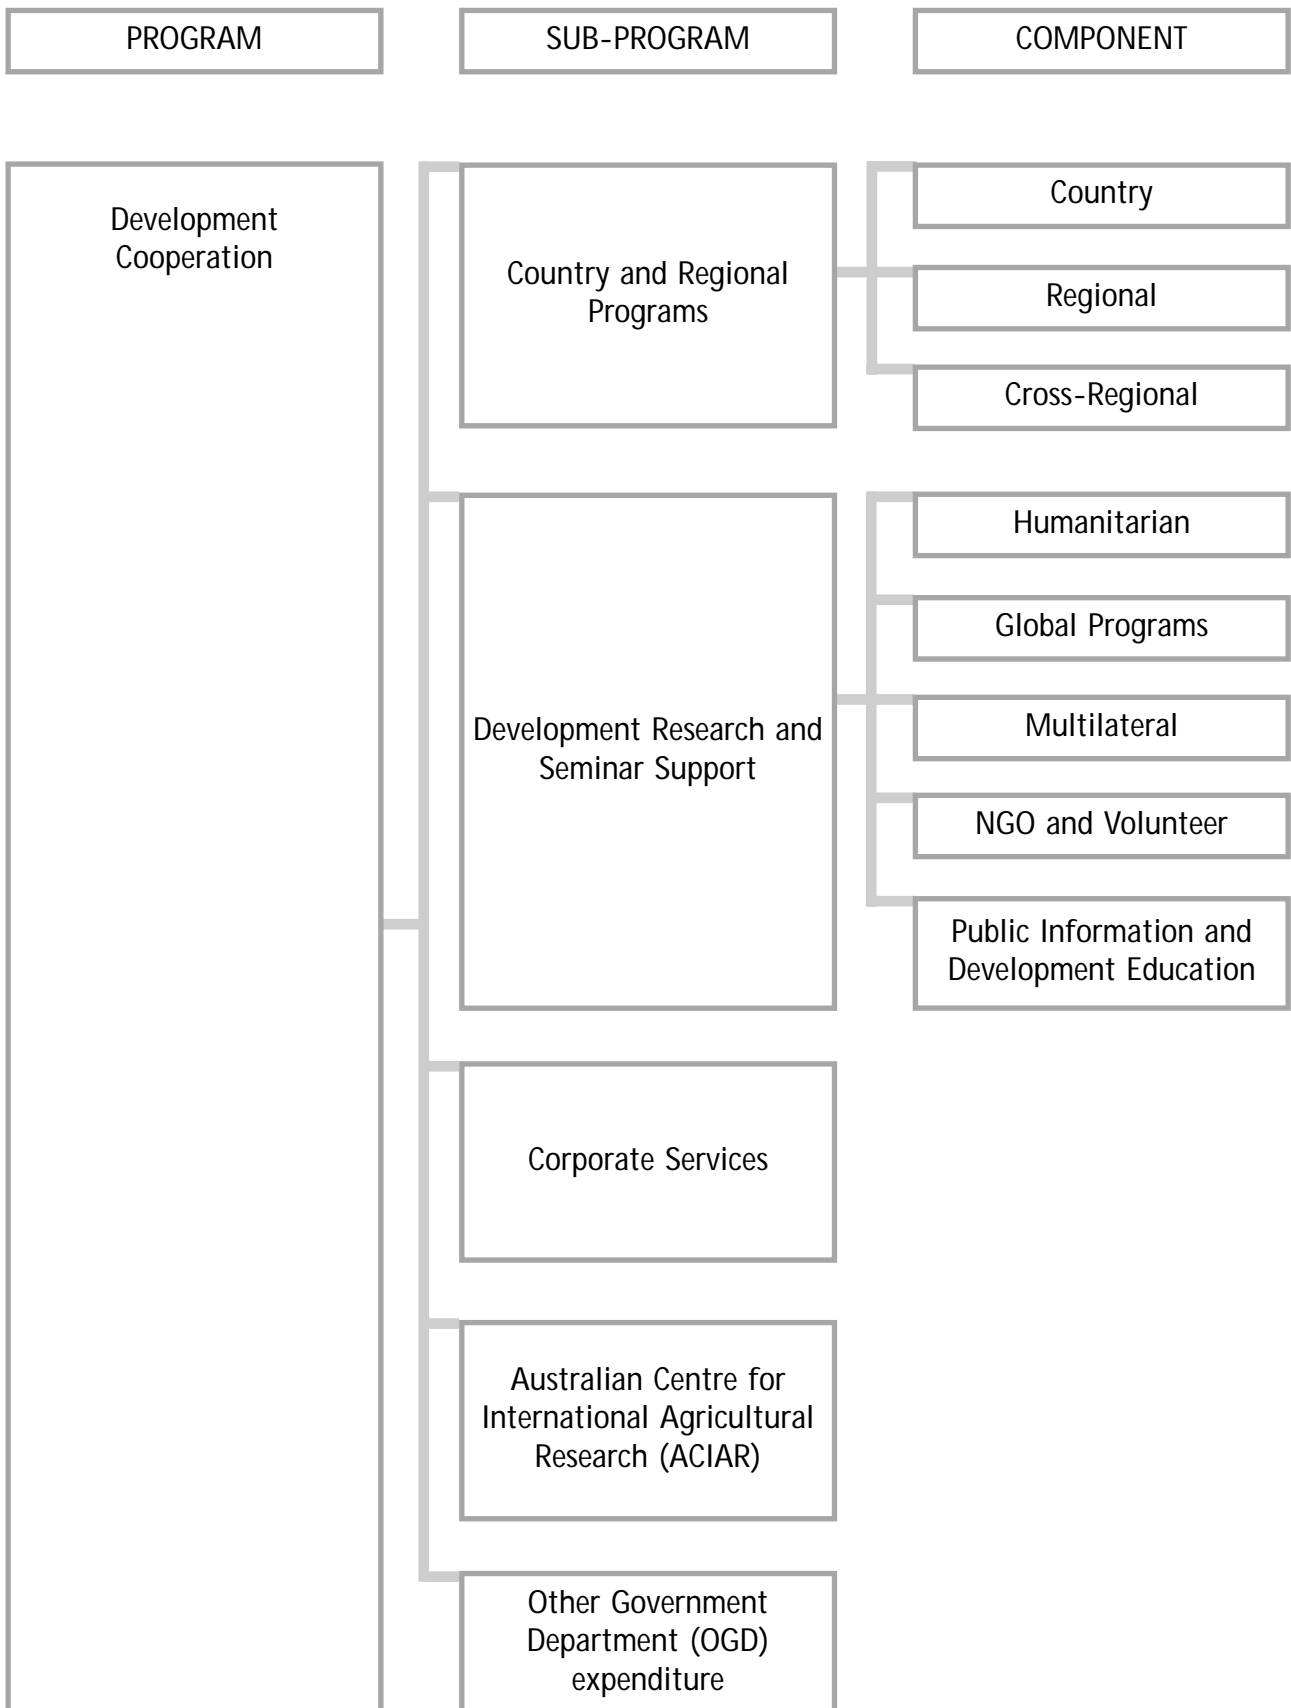 PROGRAM
SUB-PROGRAM
COMPONENT
Development
Cooperation
Country and Regional
Programs
Country
Regional
Cross-Regional
Development Research and
Seminar Support
Humanitarian
Global Programs
Multilateral
NGO and Volunteer
Public Information and
Development Education
Corporate Services
Australian Centre for
International Agricultural
Research (ACIAR)
Other Government
Department (OGD)
expenditure